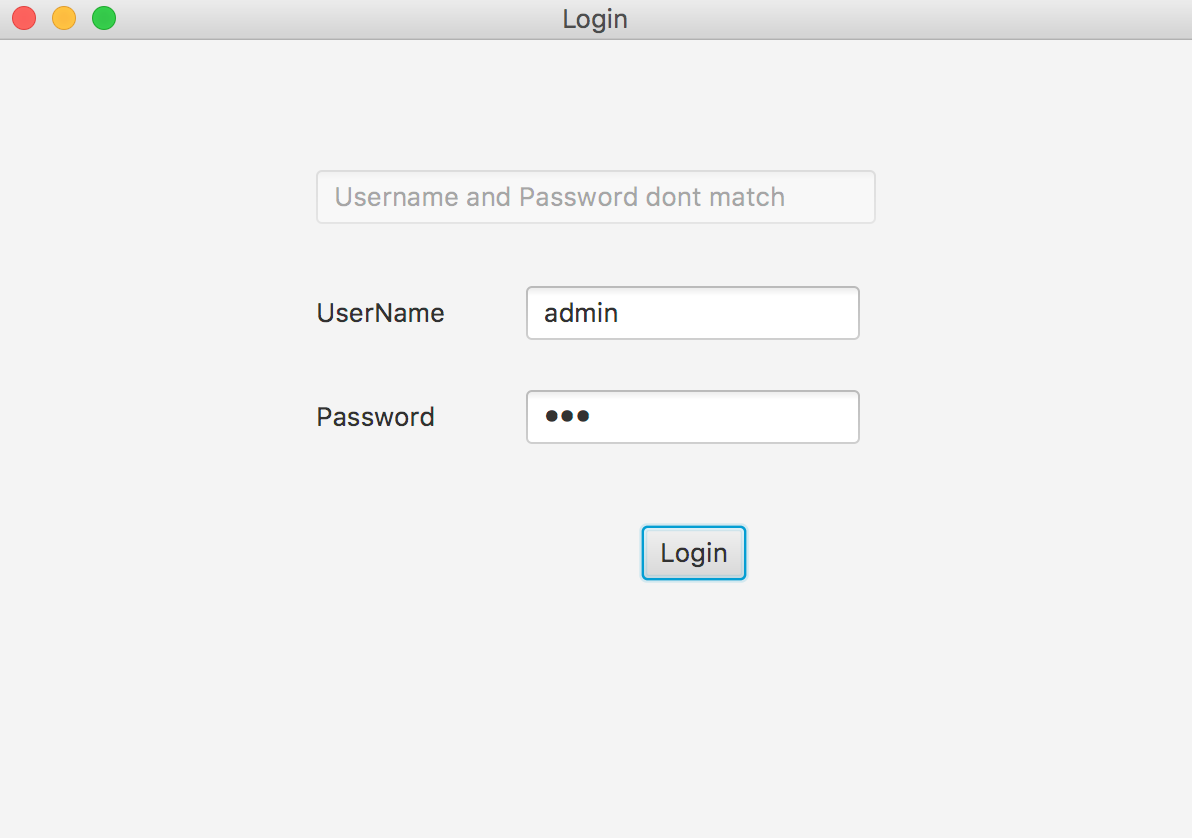 Login
Username and Password dont match
UserName
admin
Password
●●●
Login